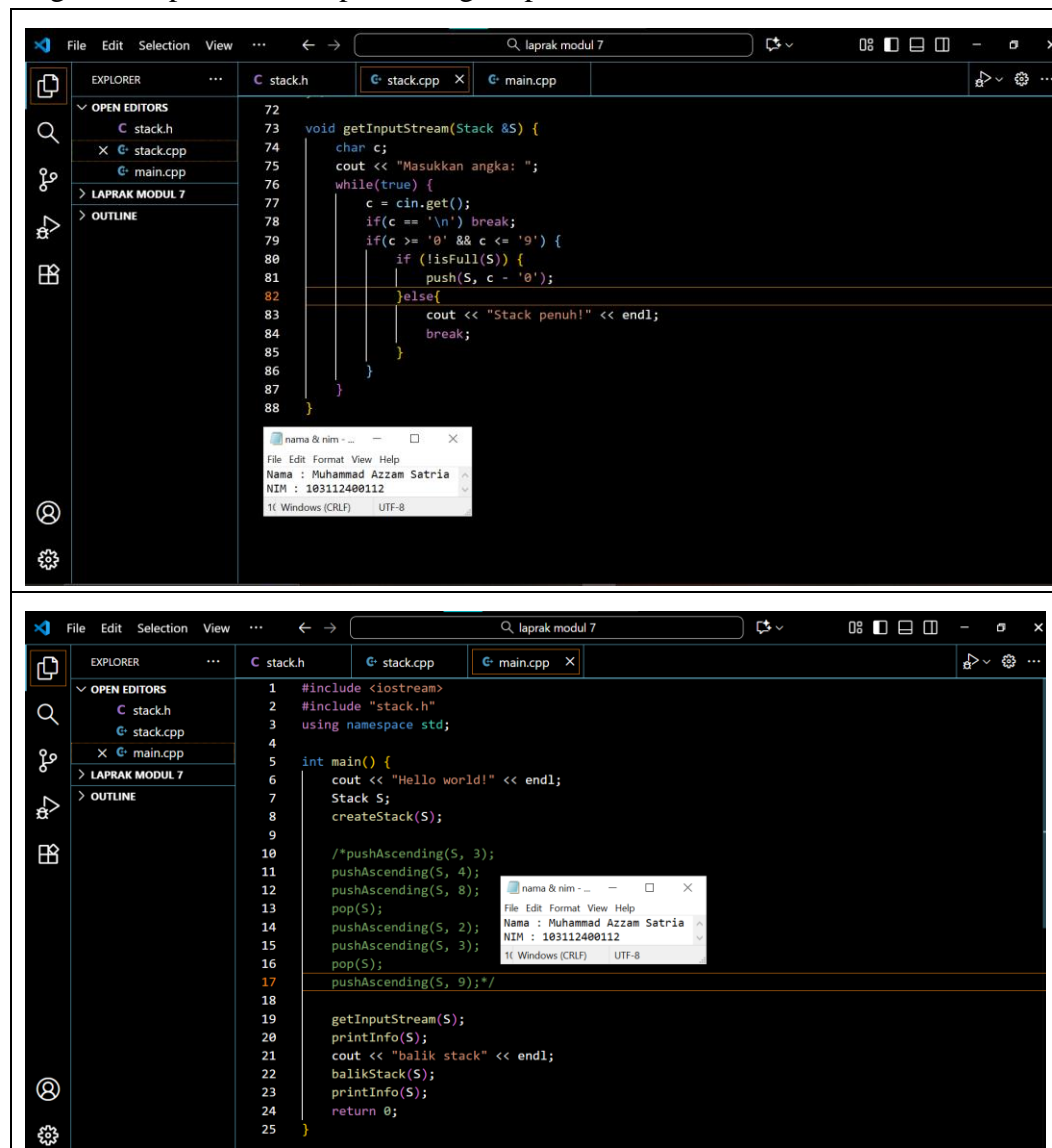 File Edit Selection View ... laprak modul 7
EXPLORER ... stack.h stack.cpp main.cpp
OPEN EDITORS
stack.h
stack.cpp
main.cpp
LAPRAK MODUL 7
OUTLINE
72
73 void getInputStream(Stack &S) {
74 char c;
75 cout << "Masukkan angka: ";
76 while(true) {
77 c = cin.get();
78 if(c == '\n') break;
79 if(c >= '0' && c <= '9') {
80 if (!isFull(S)) {
81 push(S, c - '0');
82 }else{
83 cout << "Stack penuh!" << endl;
84 break;
85 }
86 }
87 }
88 }
nama & nim - ...
File Edit Format View Help
Nama : Muhammad Azzam Satria
NIM : 103112400112
Windows (CRLF) UTF-8
File Edit Selection View ... laprak modul 7
EXPLORER ... stack.h stack.cpp main.cpp
OPEN EDITORS
stack.h
stack.cpp
main.cpp
LAPRAK MODUL 7
OUTLINE
1 #include <iostream>
2 #include "stack.h"
3 using namespace std;
4
5 int main() {
6 cout << "Hello world!" << endl;
7 Stack S;
8 createStack(S);
9
10 /*pushAscending(S, 3);
11 pushAscending(S, 4);
12 pushAscending(S, 8);
13 pop(S);
14 pushAscending(S, 2);
15 pushAscending(S, 3);
16 pop(S);
17 pushAscending(S, 9);*/
18
19 getInputStream(S);
20 printInfo(S);
21 cout << "balik stack" << endl;
22 balikStack(S);
23 printInfo(S);
24 return 0;
25 }
nama & nim - ...
File Edit Format View Help
Nama : Muhammad Azzam Satria
NIM : 103112400112
Windows (CRLF) UTF-8